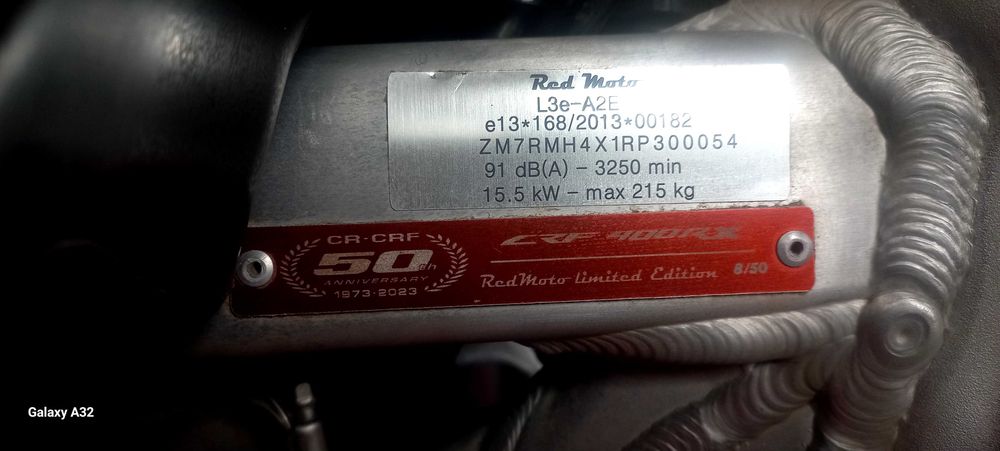 Red Moto
L3e-A2E
e13*168/2013*00182
ZM7RMH4X1RP300054
91 dB(A) - 3250 min
15.5 kW - max 215 kg
CR-CRF
50th
ANNIVERSARY
1973-2023
CRF 400RX
RedMoto limited Edition 8/50
Galaxy A32